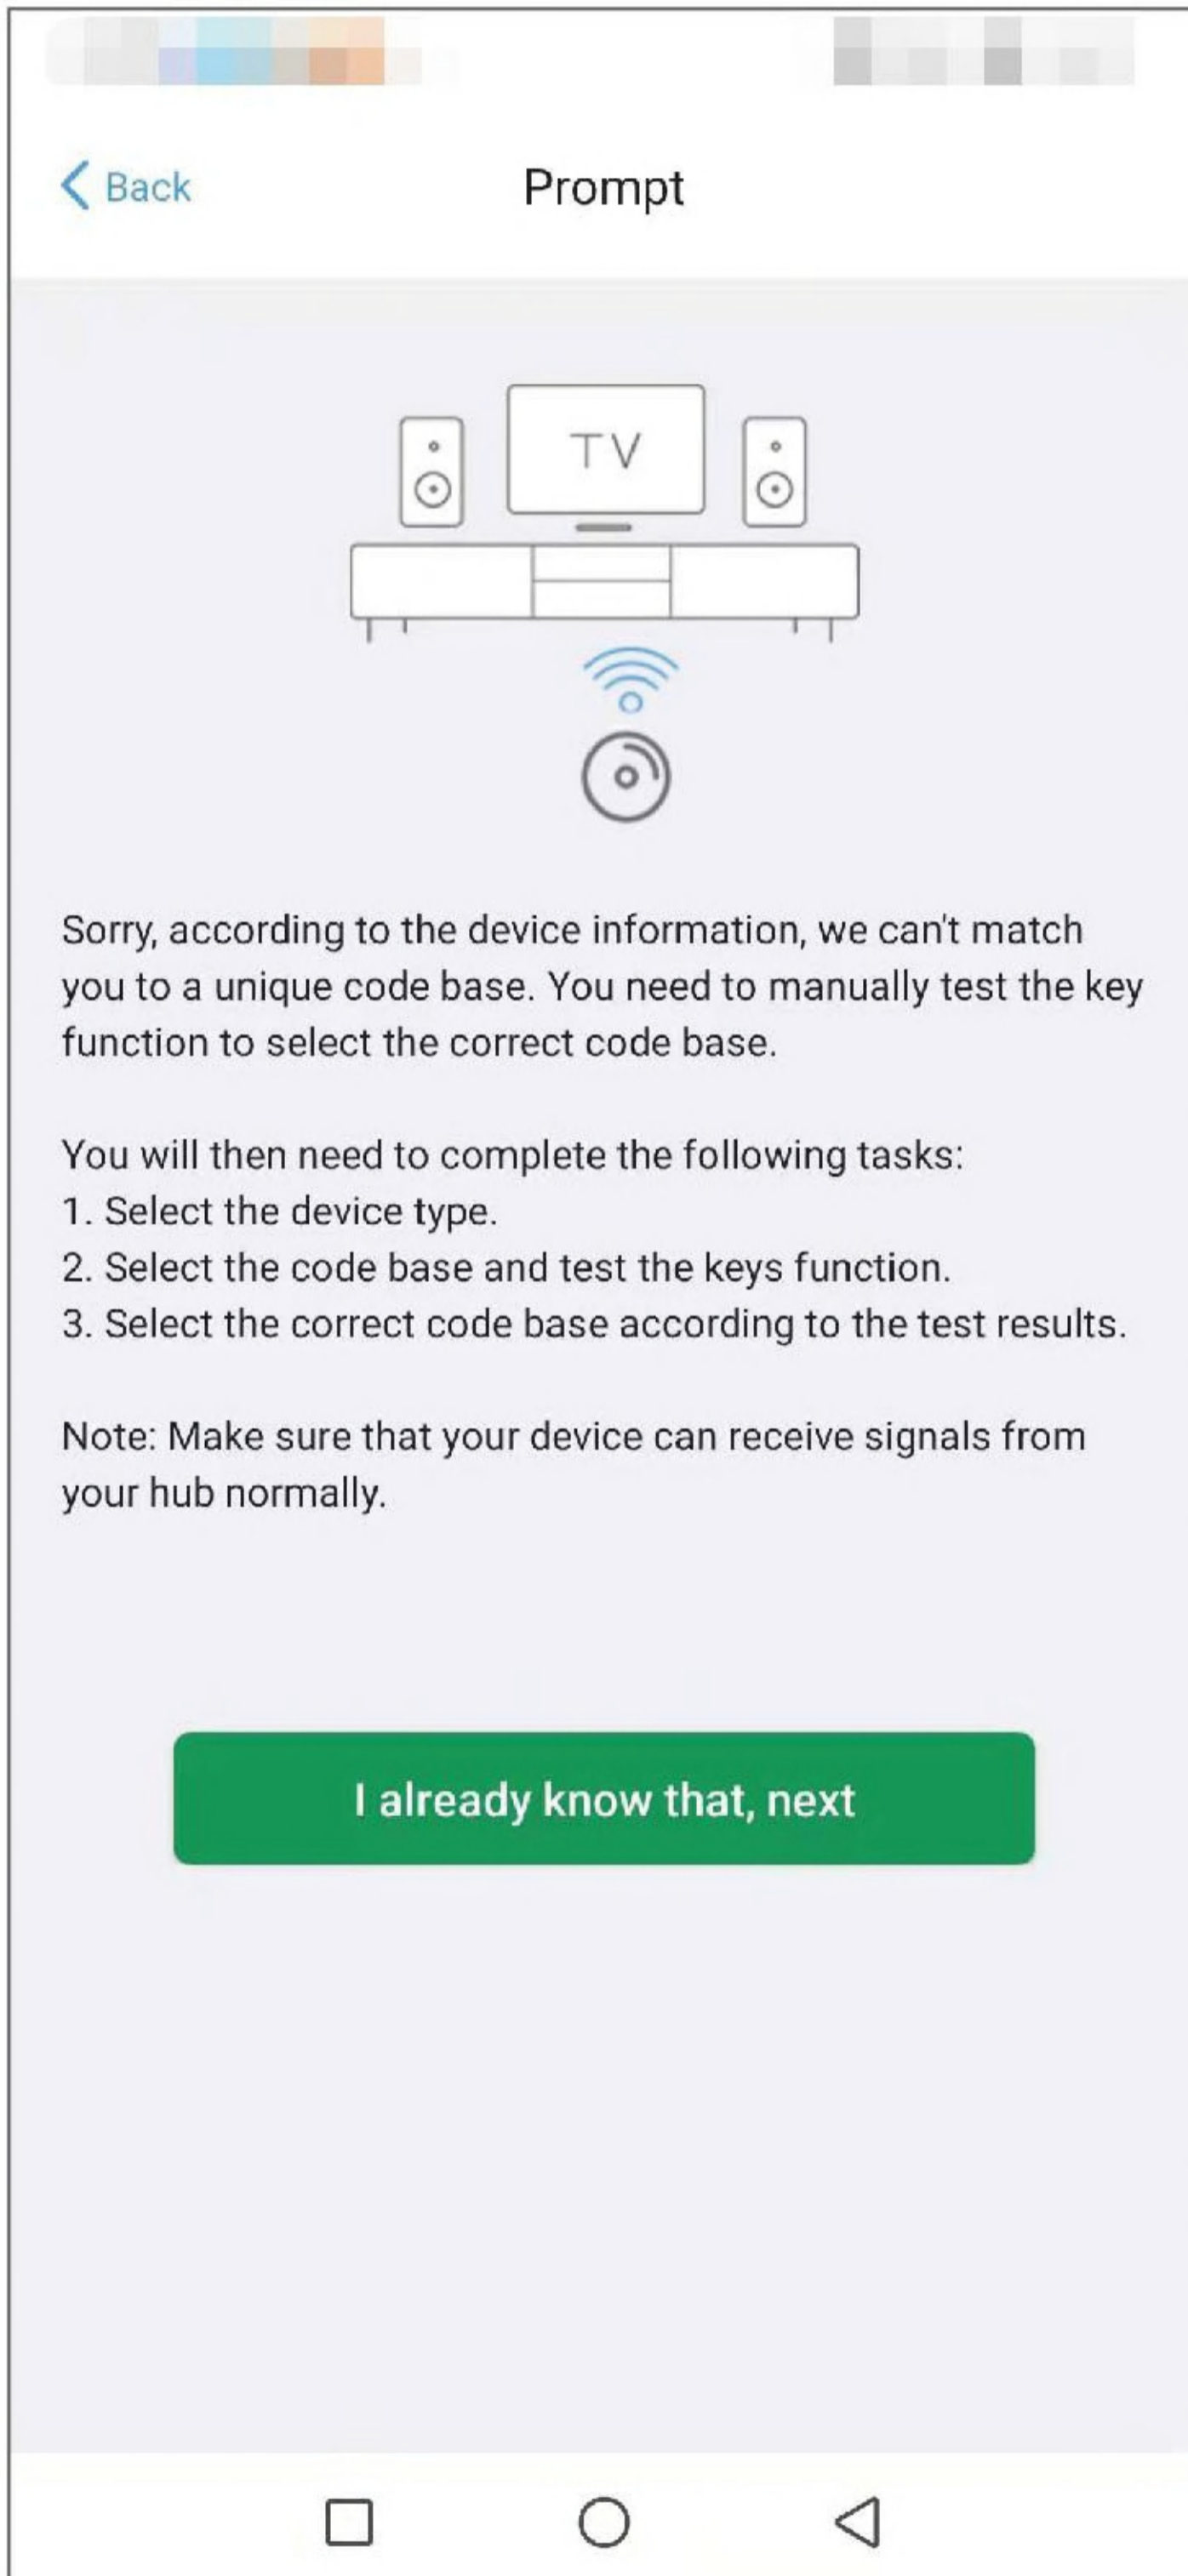 Back
Prompt
TV
Sorry, according to the device information, we can't match
you to a unique code base. You need to manually test the key
function to select the correct code base.
You will then need to complete the following tasks:
1. Select the device type.
2. Select the code base and test the keys function.
3. Select the correct code base according to the test results.
Note: Make sure that your device can receive signals from
your hub normally.
I already know that, next